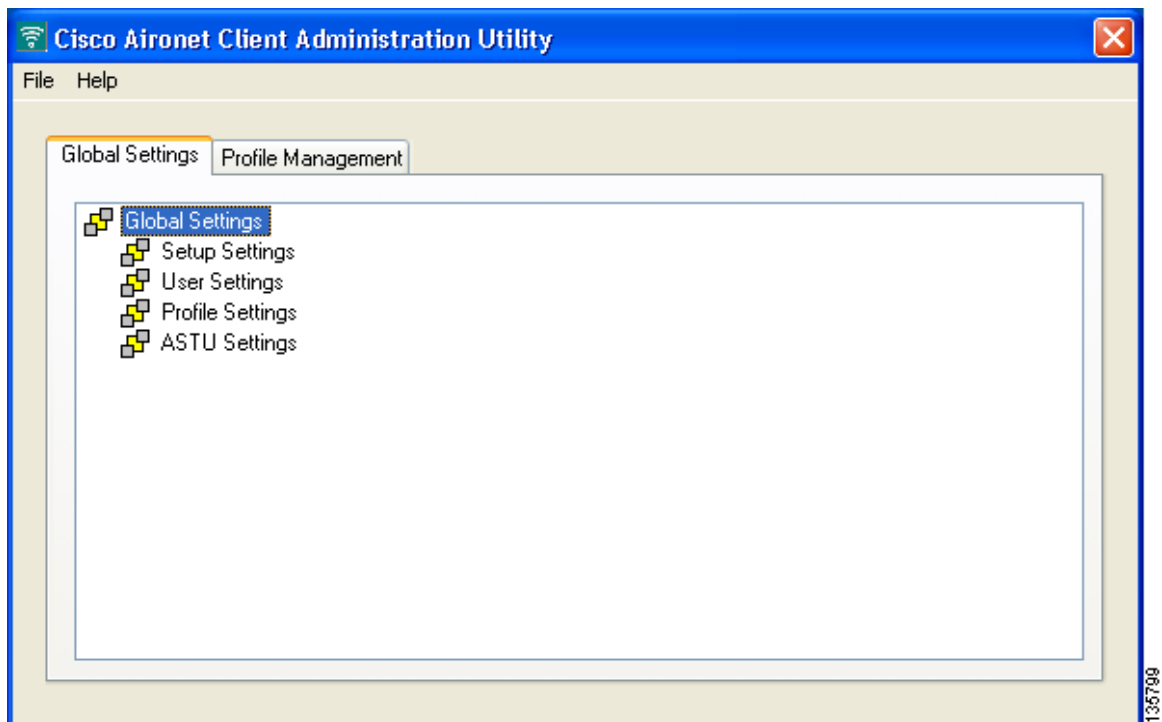 Cisco Aironet Client Administration Utility
File Help
Global Settings Profile Management
Global Settings
Setup Settings
User Settings
Profile Settings
ASTU Settings
135799